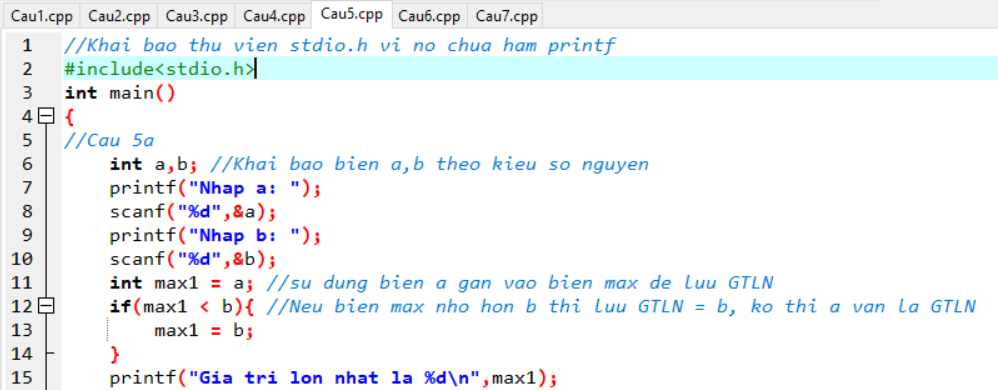 Cau1.cpp Cau2.cpp Cau3.cpp Cau4.cpp Cau5.cpp Cau6.cpp Cau7.cpp
1 //Khai bao thu vien stdio.h vi no chua ham printf
2 #include<stdio.h>
3 int main()
4 {
5 //Cau 5a
6 int a,b; //Khai bao bien a,b theo kieu so nguyen
7 printf("Nhap a: ");
8 scanf("%d",&a);
9 printf("Nhap b: ");
10 scanf("%d",&b);
11 int max1 = a; //su dung bien a gan vao bien max de luu GTLN
12 if(max1 < b){ //Neu bien max nho hon b thi luu GTLN = b, ko thi a van la GTLN
13 max1 = b;
14 }
15 printf("Gia tri lon nhat la %d\n",max1);